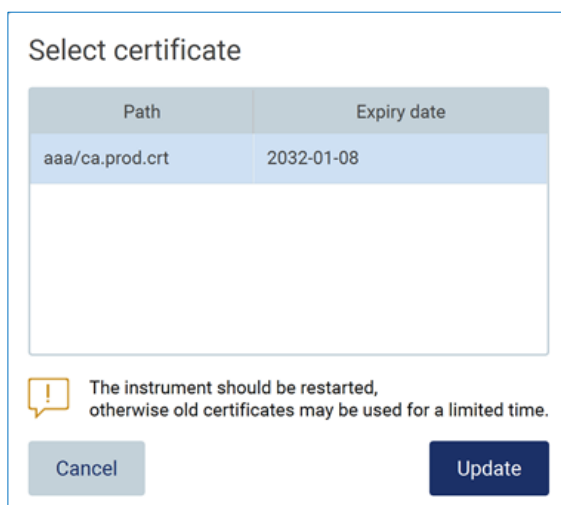 Select certificate
Path Expiry date
aaa/ca.prod.crt 2032-01-08
The instrument should be restarted,
otherwise old certificates may be used for a limited time.
Cancel Update